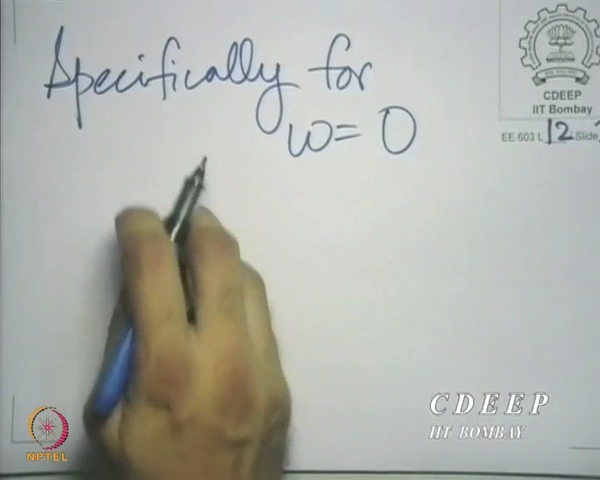 Specifically for
ω= 0
CDEEP
IIT Bombay
EE 603 L 12 Slide
CDEEP
IIT BOMBAY
NPTEL